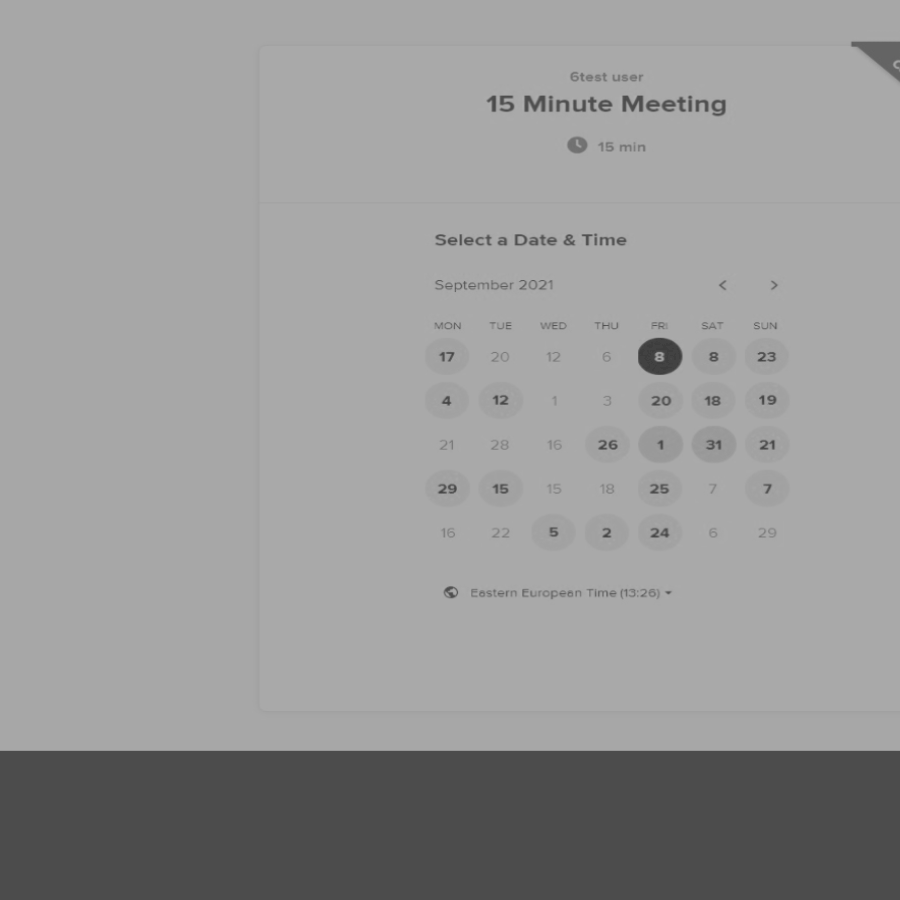 6test user
15 Minute Meeting
15 min
Select a Date & Time
September 2021
MON TUE WED THU FRI SAT SUN
17 20 12 6 8 8 23
4 12 1 3 20 18 19
21 28 16 26 1 31 21
29 15 15 18 25 7 7
16 22 5 2 24 6 29
Eastern European Time (13:26)